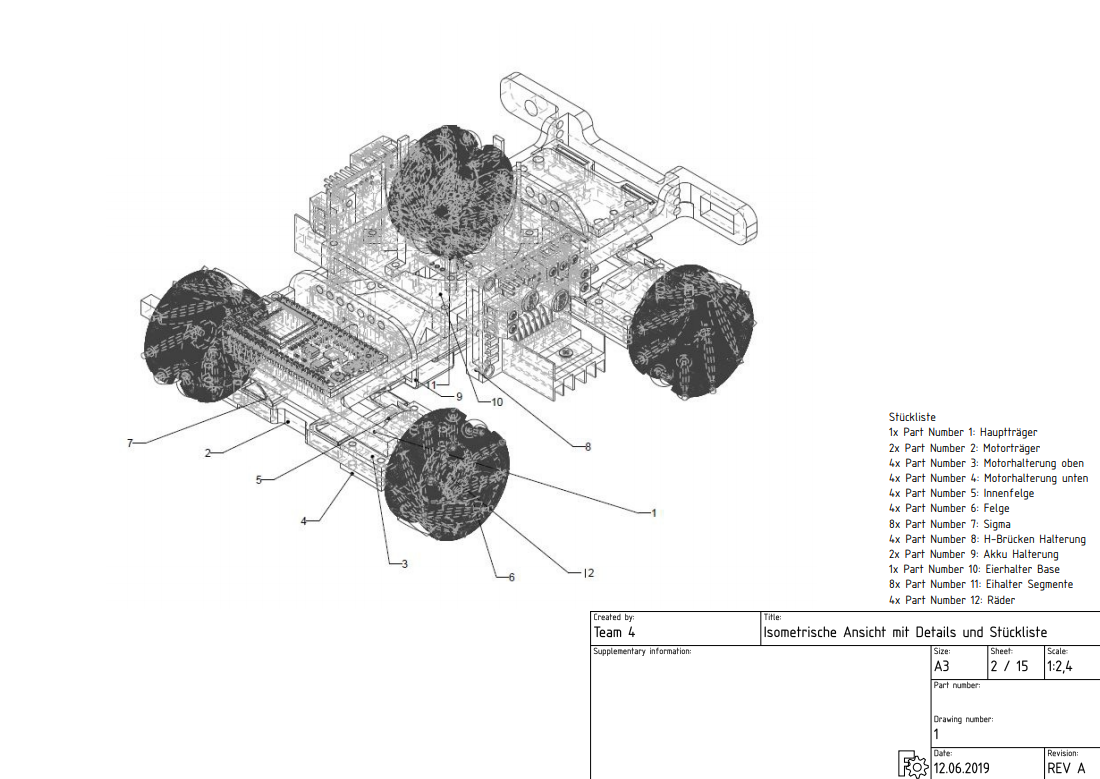 11
9
10
8
7
2
5
4
3
1
6
12
Stückliste
1x Part Number 1: Hauptträger
2x Part Number 2: Motorträger
4x Part Number 3: Motorhalterung oben
4x Part Number 4: Motorhalterung unten
4x Part Number 5: Innenfelge
4x Part Number 6: Felge
8x Part Number 7: Sigma
4x Part Number 8: H-Brücken Halterung
2x Part Number 9: Akku Halterung
1x Part Number 10: Eierhalter Base
8x Part Number 11: Eihalter Segmente
4x Part Number 12: Räder
Created by:
Team 4
Title:
Isometrische Ansicht mit Details und Stückliste
Supplementary information:
Size:
A3
Sheet:
2 / 15
Scale:
1:2,4
Part number:
Drawing number:
1
Date:
12.06.2019
Revision:
REV A